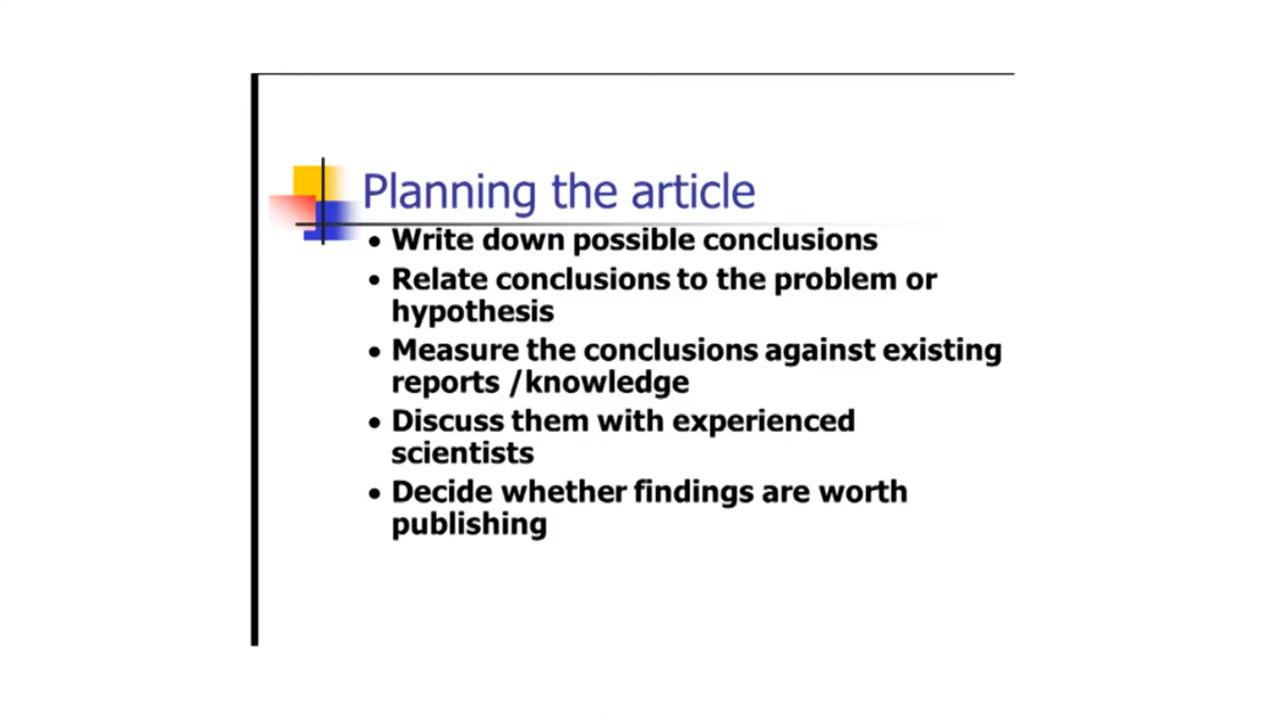 Planning the article
• Write down possible conclusions
• Relate conclusions to the problem or
hypothesis
• Measure the conclusions against existing
reports /knowledge
• Discuss them with experienced
scientists
• Decide whether findings are worth
publishing